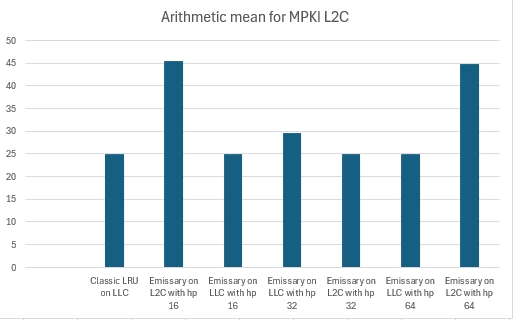 Arithmetic mean for MPKI L2C
50
45
40
35
30
25
20
15
10
5
0
Classic LRU
on LLC
Emissary on
L2C with hp
16
Emissary on
LLC with hp
16
Emissary on
LLC with hp
32
Emissary on
L2C with hp
32
Emissary on
LLC with hp
64
Emissary on
L2C with hp
64